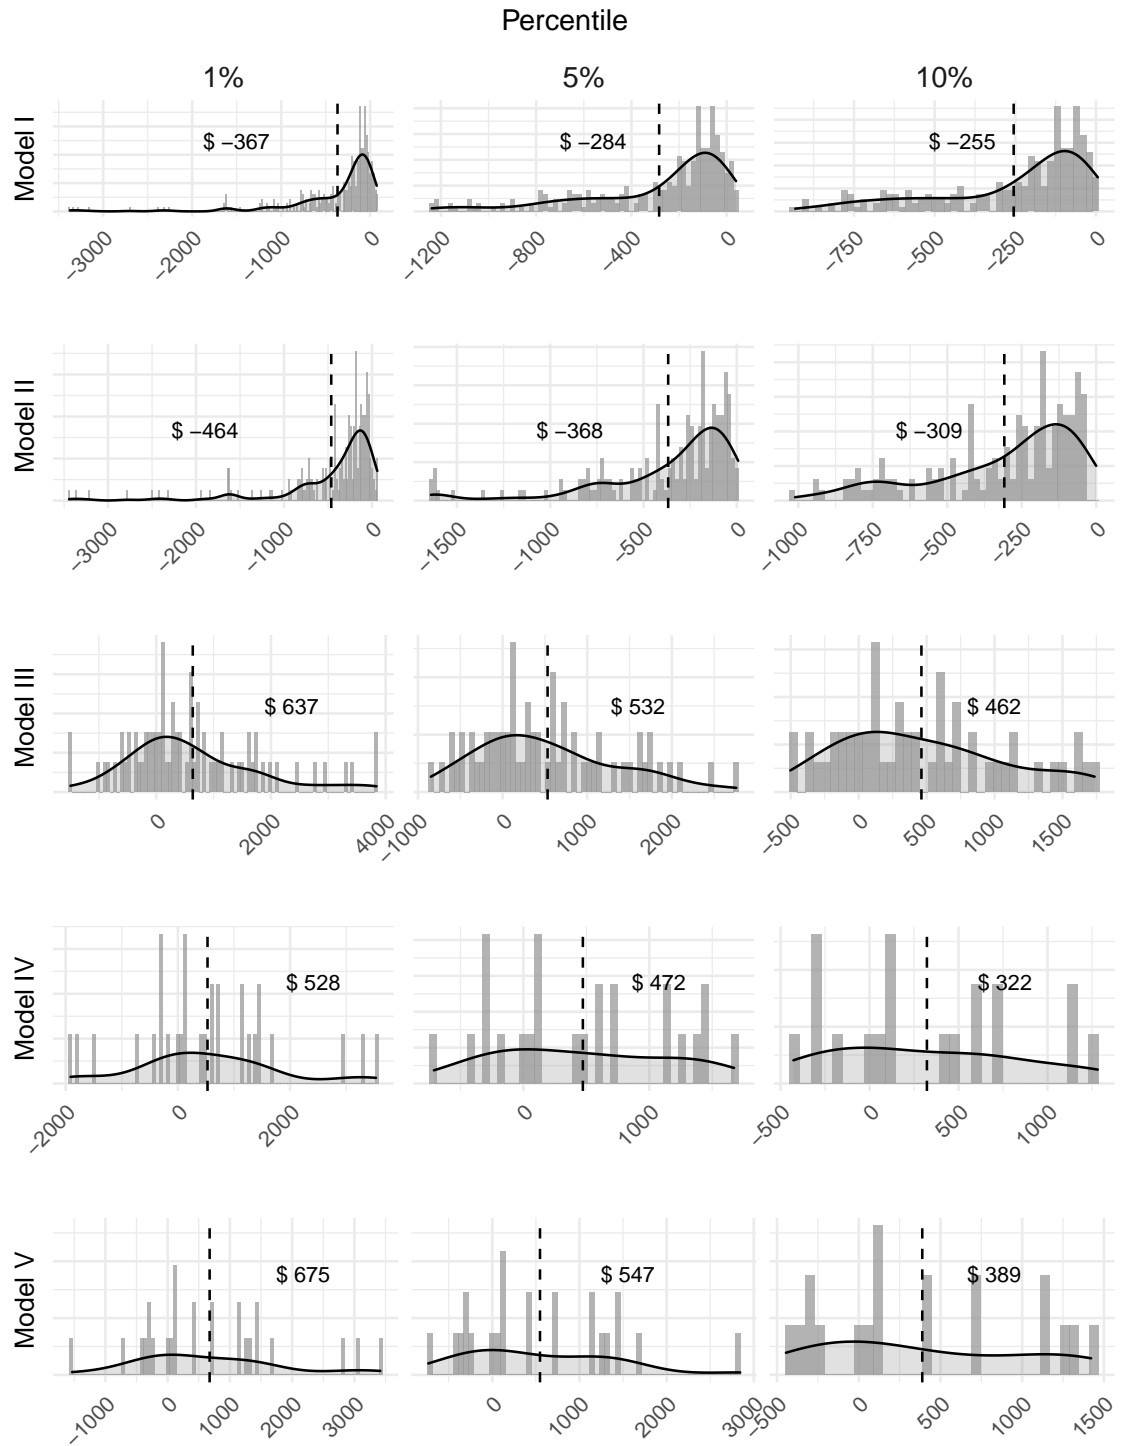 Percentile
1% 5% 10%
Model I
$ −367 $ −284 $ −255
−3000 −2000 −1000 0 −1200 −800 −400 0 −750 −500 −250 0
Model II
$ −464 $ −368 $ −309
−3000 −2000 −1000 0 −1500 −1000 −500 0 −1000 −750 −500 −250 0
Model III
$ 637 $ 532 $ 462
0 2000 4000 −1000 0 1000 2000 −500 0 500 1000 1500
Model IV
$ 528 $ 472 $ 322
−2000 0 2000 0 1000 −500 0 500 1000
Model V
$ 675 $ 547 $ 389
−1000 0 1000 2000 3000 0 1000 2000 3000 −500 0 500 1000 1500